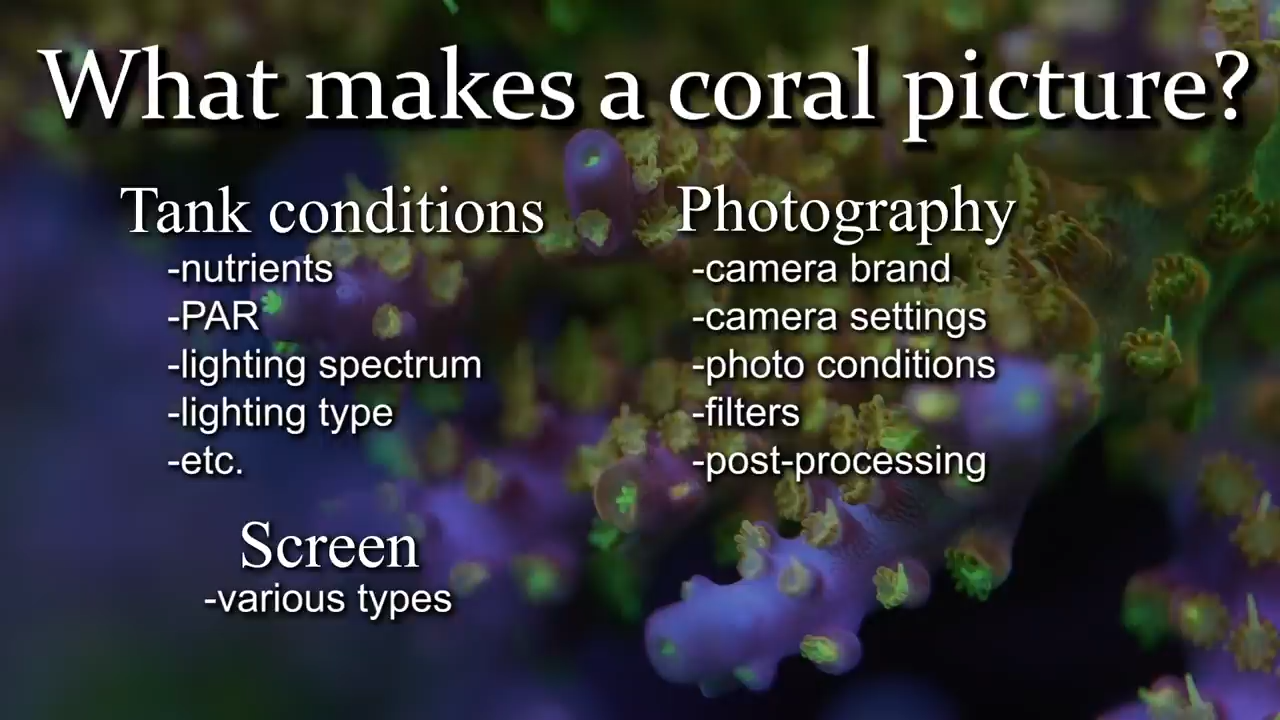 What makes a coral picture?
Tank conditions
-nutrients
-PAR
-lighting spectrum
-lighting type
-etc.
Screen
-various types
Photography
-camera brand
-camera settings
-photo conditions
-filters
-post-processing